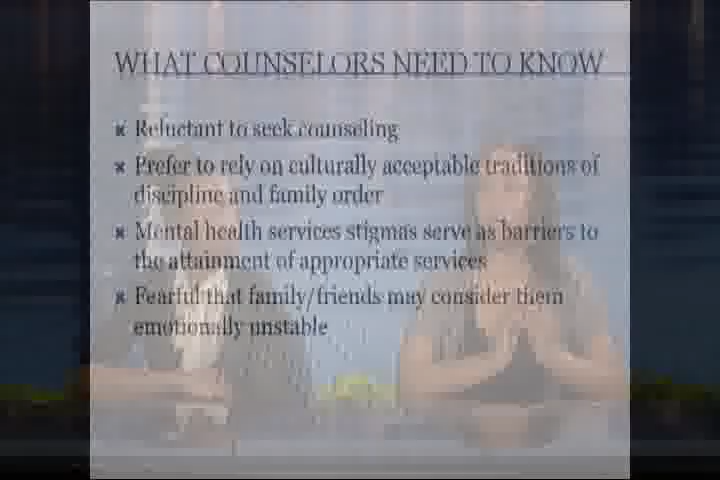 WHAT COUNSELORS NEED TO KNOW
Reluctant to seek counseling
Prefer to rely on culturally acceptable traditions of
discipline and family order
Mental health services stigmas serve as barriers to
the attainment of appropriate services
Fearful that family/friends may consider them
emotionally unstable